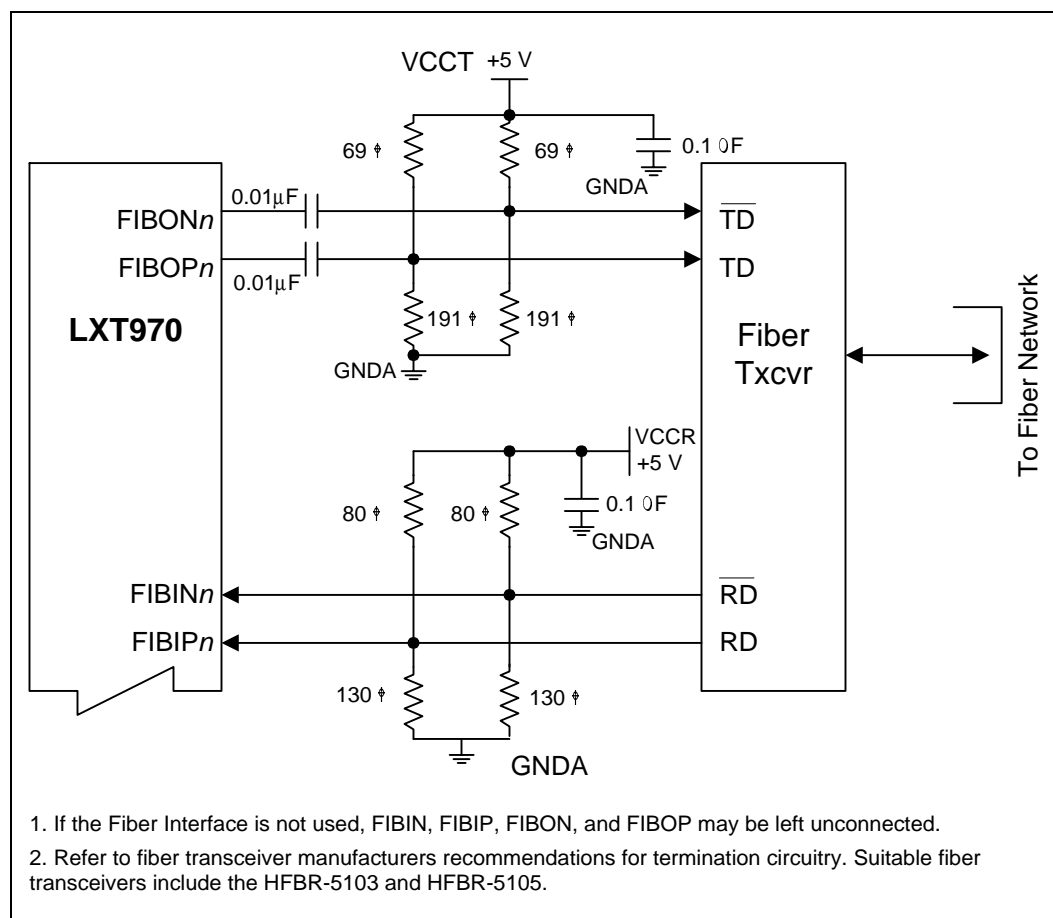 VCCT +5 V
69 ϕ
69 ϕ
0.1 0F
GNDA
0.01µF
FIBONn
TD
FIBOPn
TD
0.01µF
LXT970
191 ϕ
191 ϕ
Fiber
Txcvr
GNDA
To Fiber Network
VCCR
+5 V
80 ϕ
80 ϕ
0.1 0F
GNDA
FIBINn
RD
FIBIPn
RD
130 ϕ
130 ϕ
GNDA
1. If the Fiber Interface is not used, FIBIN, FIBIP, FIBON, and FIBOP may be left unconnected.
2. Refer to fiber transceiver manufacturers recommendations for termination circuitry. Suitable fiber
transceivers include the HFBR-5103 and HFBR-5105.